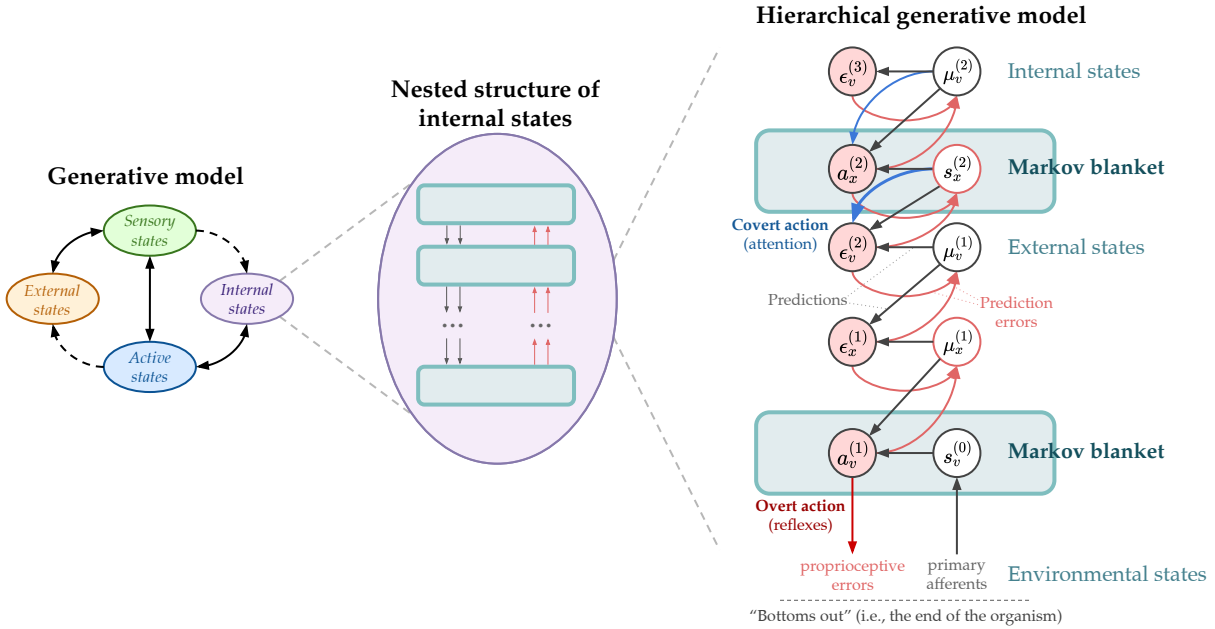 Generative model
Sensory
states
External
states
Internal
states
Active
states
Nested structure of
internal states
...
...
Hierarchical generative model
ϵ_v^(3)
μ_v^(2)
Internal states
a_x^(2)
s_x^(2)
Markov blanket
Covert action
(attention)
ϵ_v^(2)
μ_v^(1)
External states
Predictions
Prediction
errors
ϵ_x^(1)
μ_x^(1)
a_v^(1)
s_v^(0)
Markov blanket
Overt action
(reflexes)
proprioceptive
errors
primary
afferents
Environmental states
“Bottoms out” (i.e., the end of the organism)